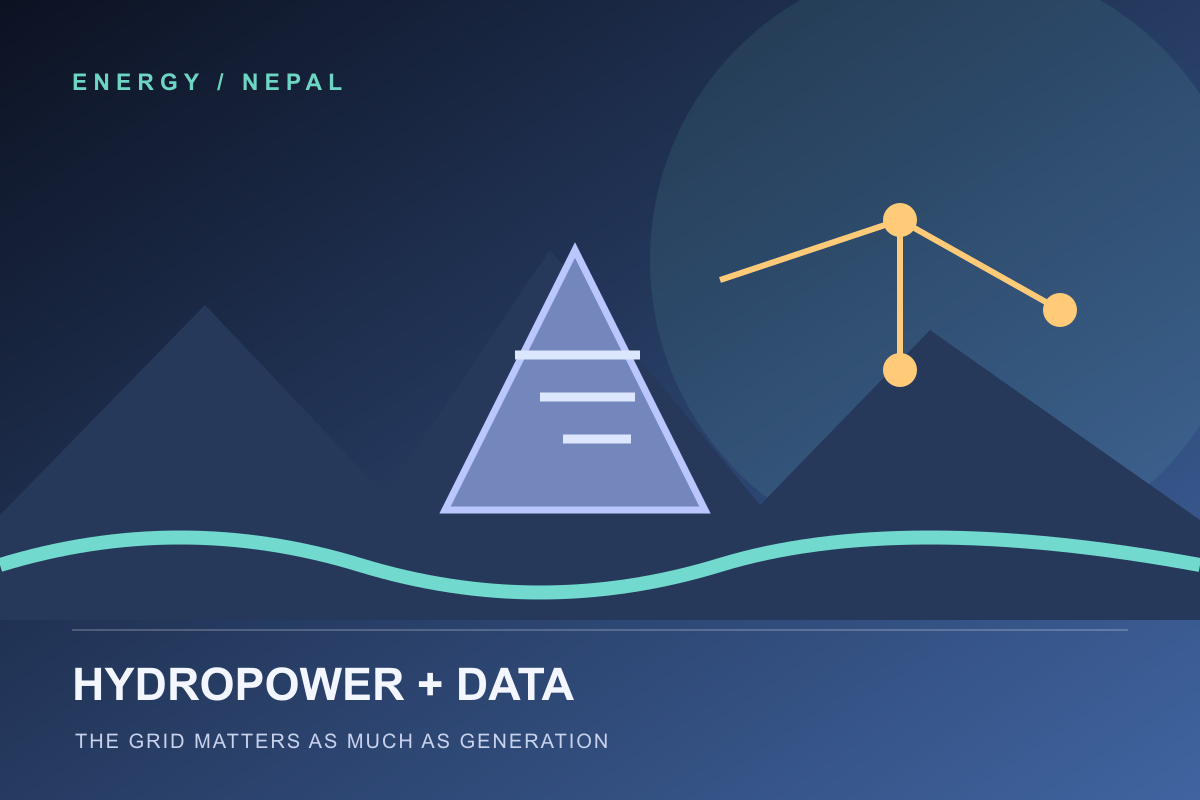 ENERGY / NEPAL
HYDROPOWER + DATA
THE GRID MATTERS AS MUCH AS GENERATION